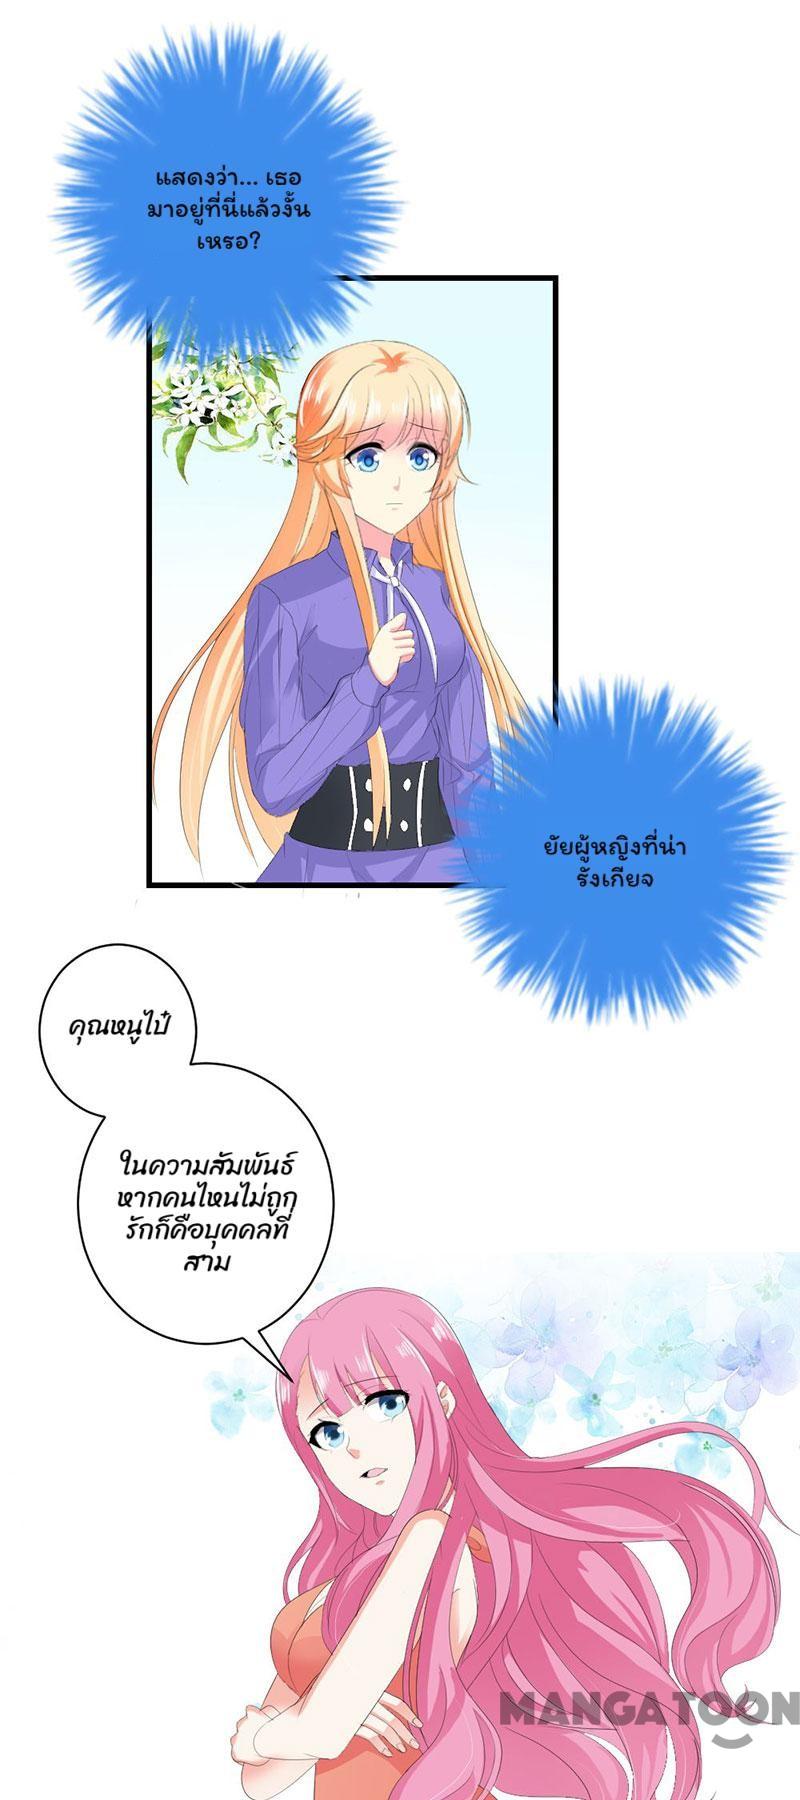 แสดงว่า... เธอ
มาอยู่ที่นี่แล้วงั้น
เหรอ?
ยัยผู้หญิงที่น่า
รังเกียจ
คุณหนูไป๋
ในความสัมพันธ์
หากคนไหนไม่ถูก
รักก็คือบุคคลที่
สาม
MANGATOON